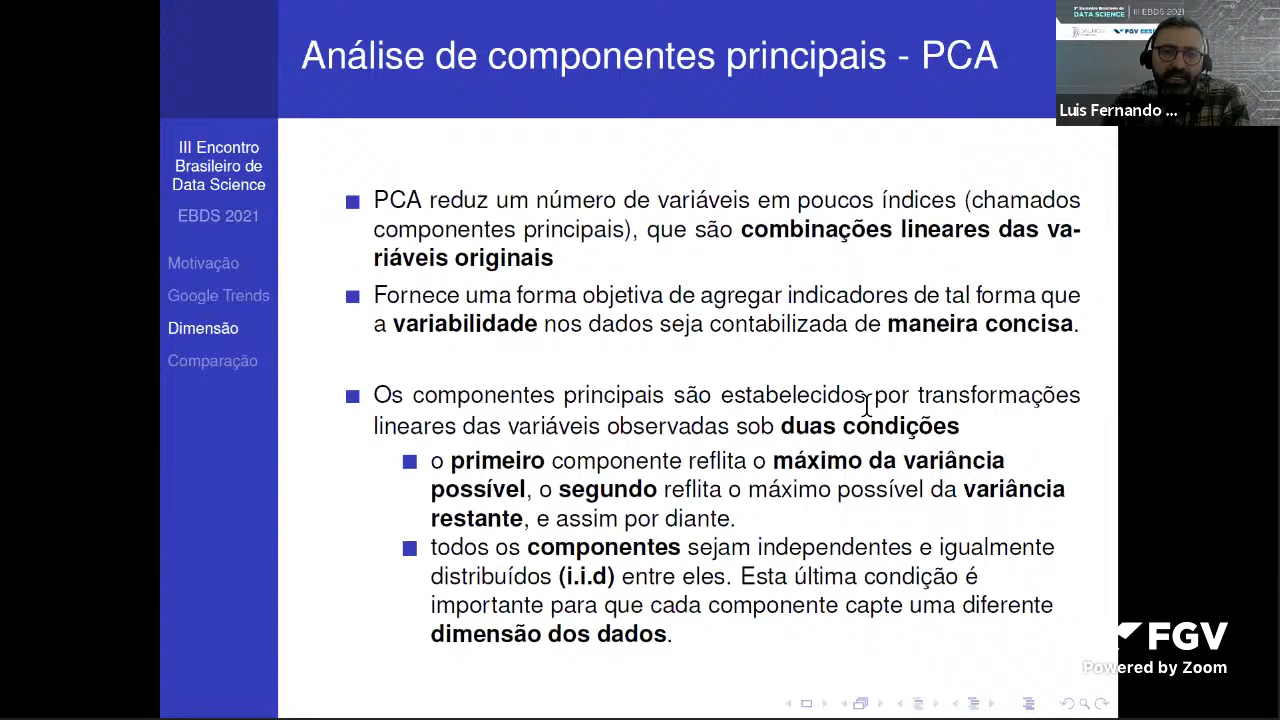 Análise de componentes principais - PCA
DATA SCIENCE
III EBDS 2021
FGV
Luis Fernando ...
III Encontro
Brasileiro de
Data Science
EBDS 2021
Motivação
Google Trends
Dimensão
Comparação
PCA reduz um número de variáveis em poucos índices (chamados
componentes principais), que são combinações lineares das va-
riáveis originais
Fornece uma forma objetiva de agregar indicadores de tal forma que
a variabilidade nos dados seja contabilizada de maneira concisa.
Os componentes principais são estabelecidos por transformações
lineares das variáveis observadas sob duas condições
o primeiro componente reflita o máximo da variância
possível, o segundo reflita o máximo possível da variância
restante, e assim por diante.
todos os componentes sejam independentes e igualmente
distribuídos (i.i.d) entre eles. Esta última condição é
importante para que cada componente capte uma diferente
dimensão dos dados.
FGV
Powered by Zoom